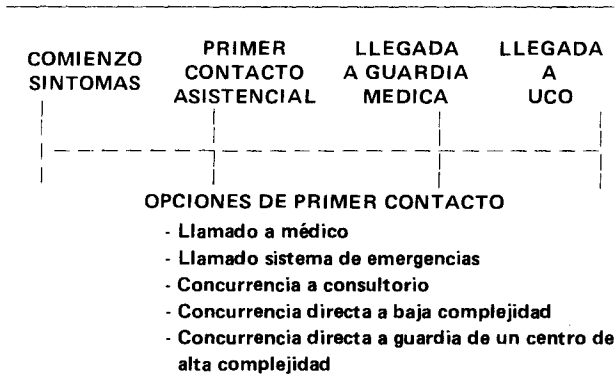 COMIENZO
SINTOMAS
PRIMER
CONTACTO
ASISTENCIAL
LLEGADA
A GUARDIA
MEDICA
LLEGADA
A
UCO
OPCIONES DE PRIMER CONTACTO
- Llamado a médico
- Llamado sistema de emergencias
- Concurrencia a consultorio
- Concurrencia directa a baja complejidad
- Concurrencia directa a guardia de un centro de
alta complejidad